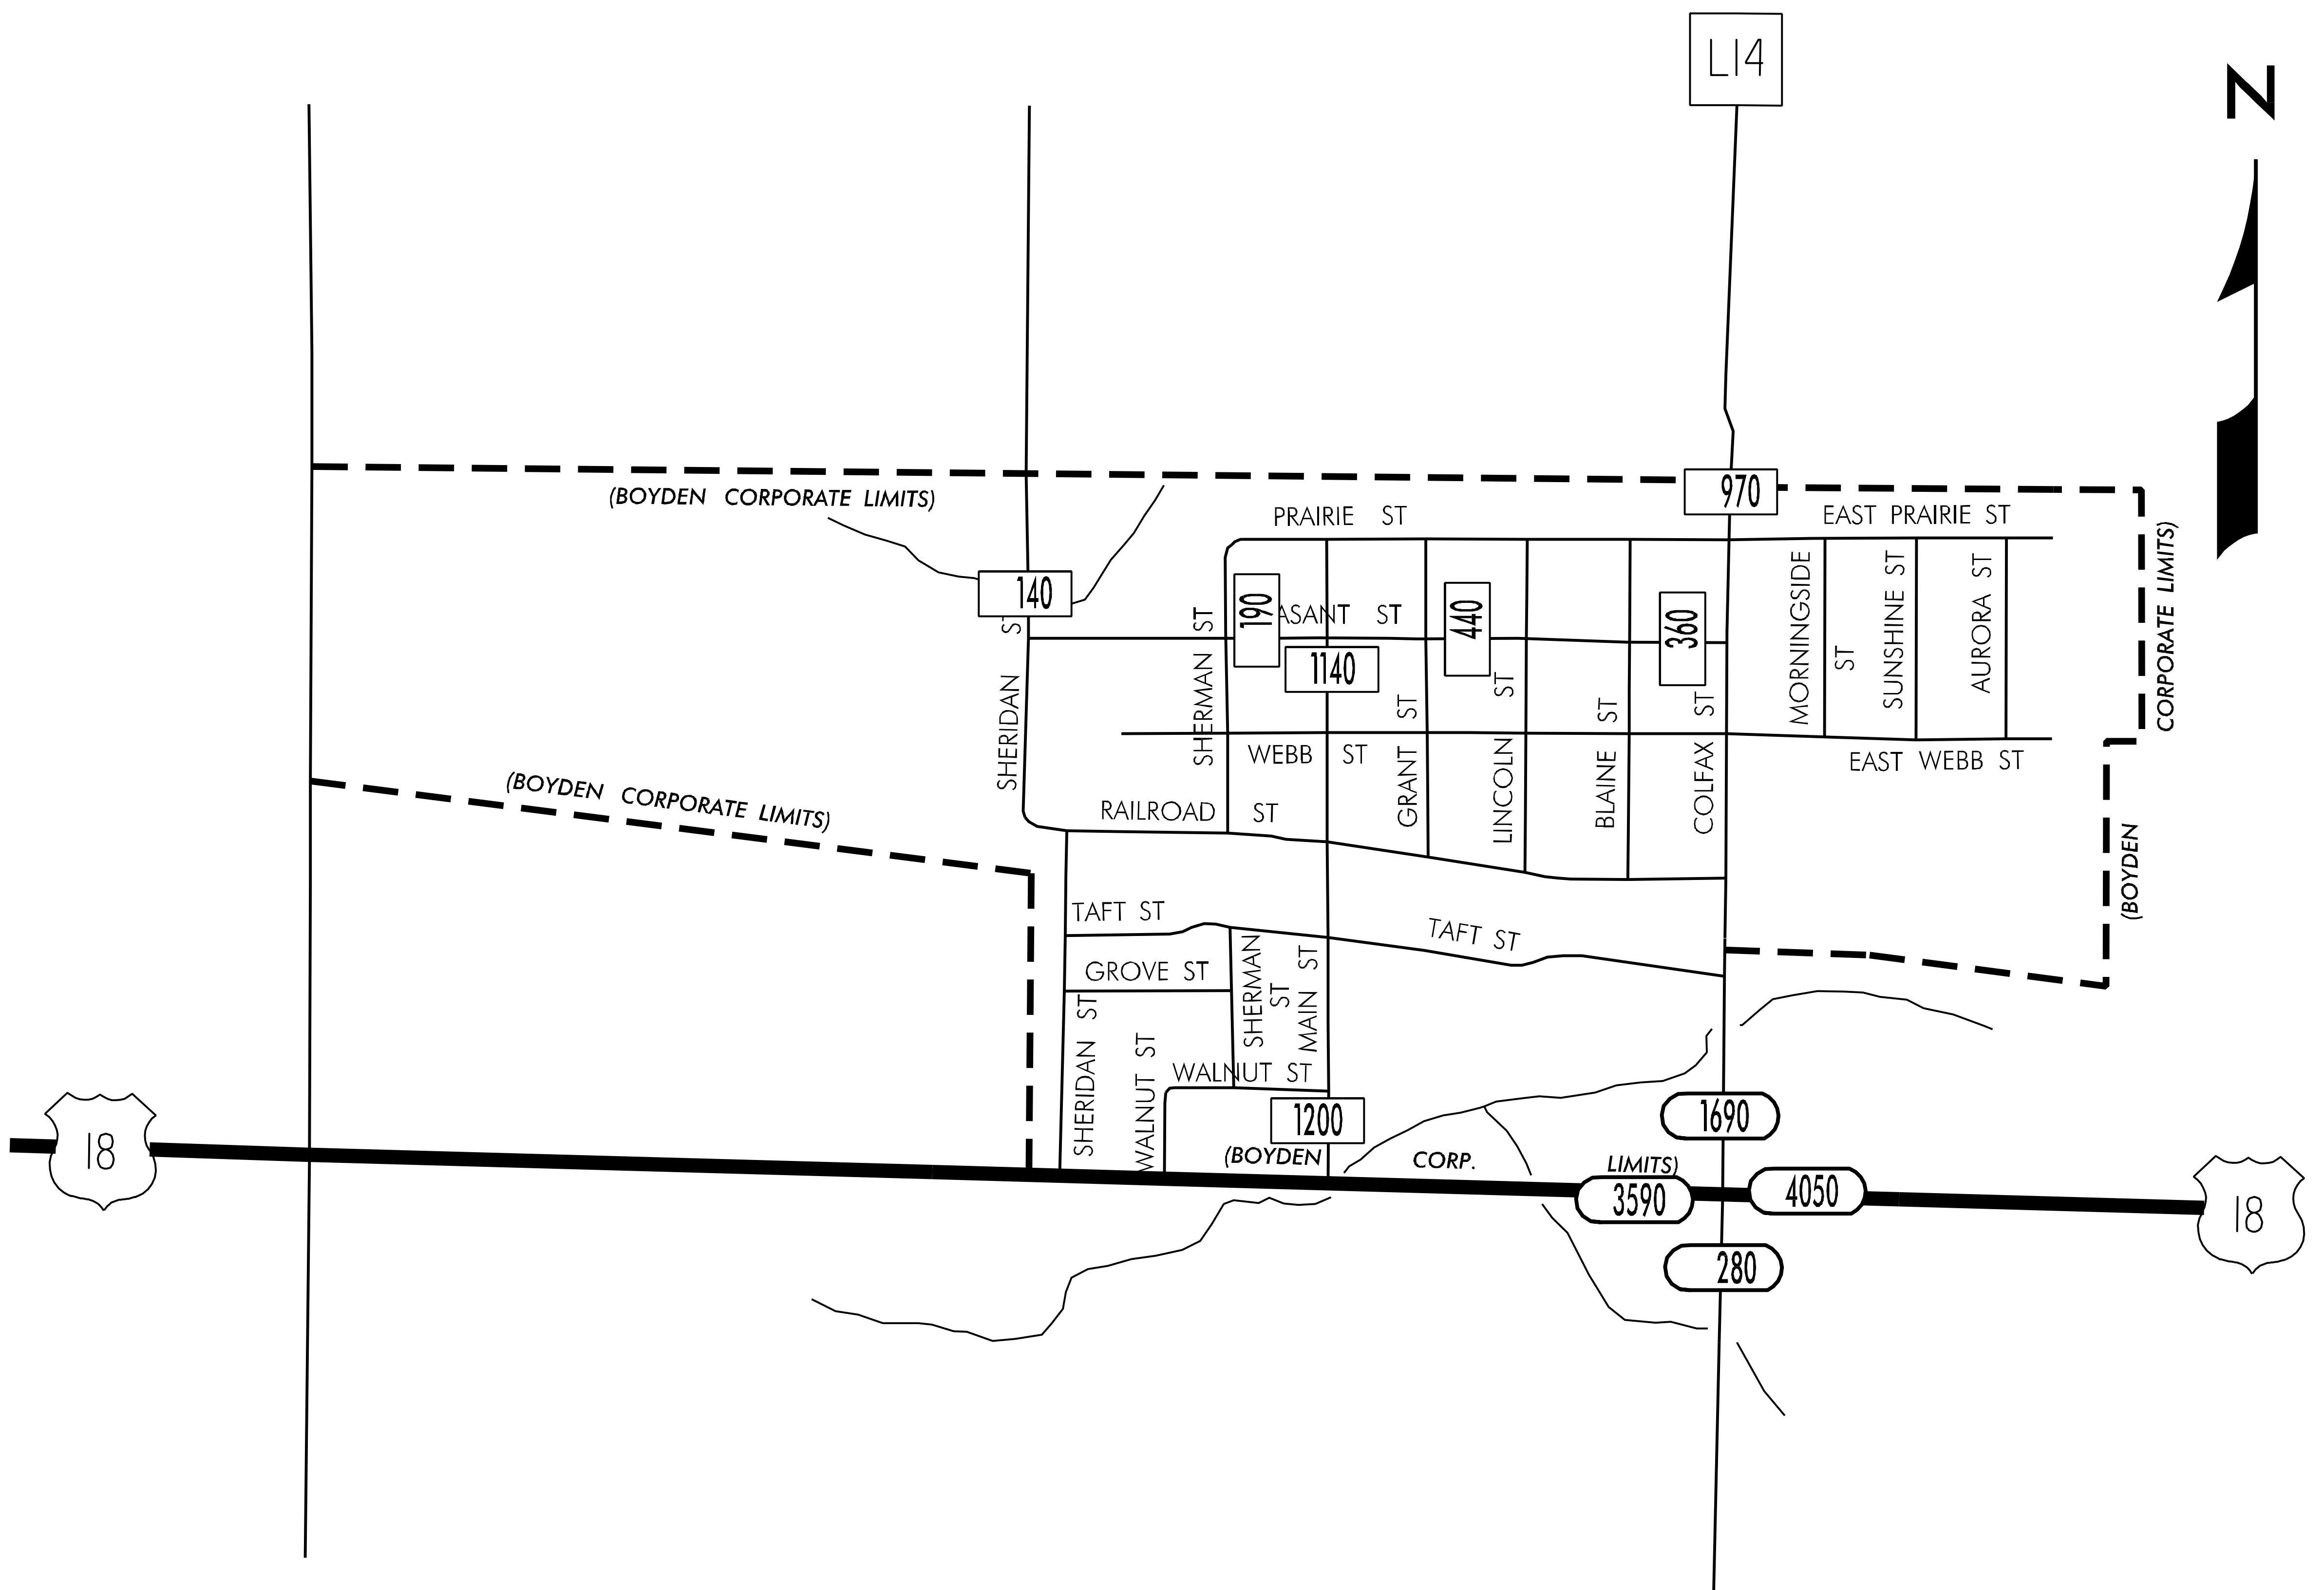 L14
N
(BOYDEN CORPORATE LIMITS)
970
PRAIRIE ST
EAST PRAIRIE ST
140
190
ASANT ST
440
360
1140
SHERIDAN ST
SHERMAN ST
GRANT ST
LINCOLN ST
BLAINE ST
COLFAX ST
MORNINGSIDE ST
SUNSHINE ST
AURORA ST
CORPORATE LIMITS)
(BOYDEN
WEBB ST
EAST WEBB ST
(BOYDEN CORPORATE LIMITS)
RAILROAD ST
TAFT ST
TAFT ST
GROVE ST
SHERMAN ST
MAIN ST
SHERIDAN ST
WALNUT ST
WALNUT ST
1200
1690
(BOYDEN CORP. LIMITS)
18
3590
4050
18
280